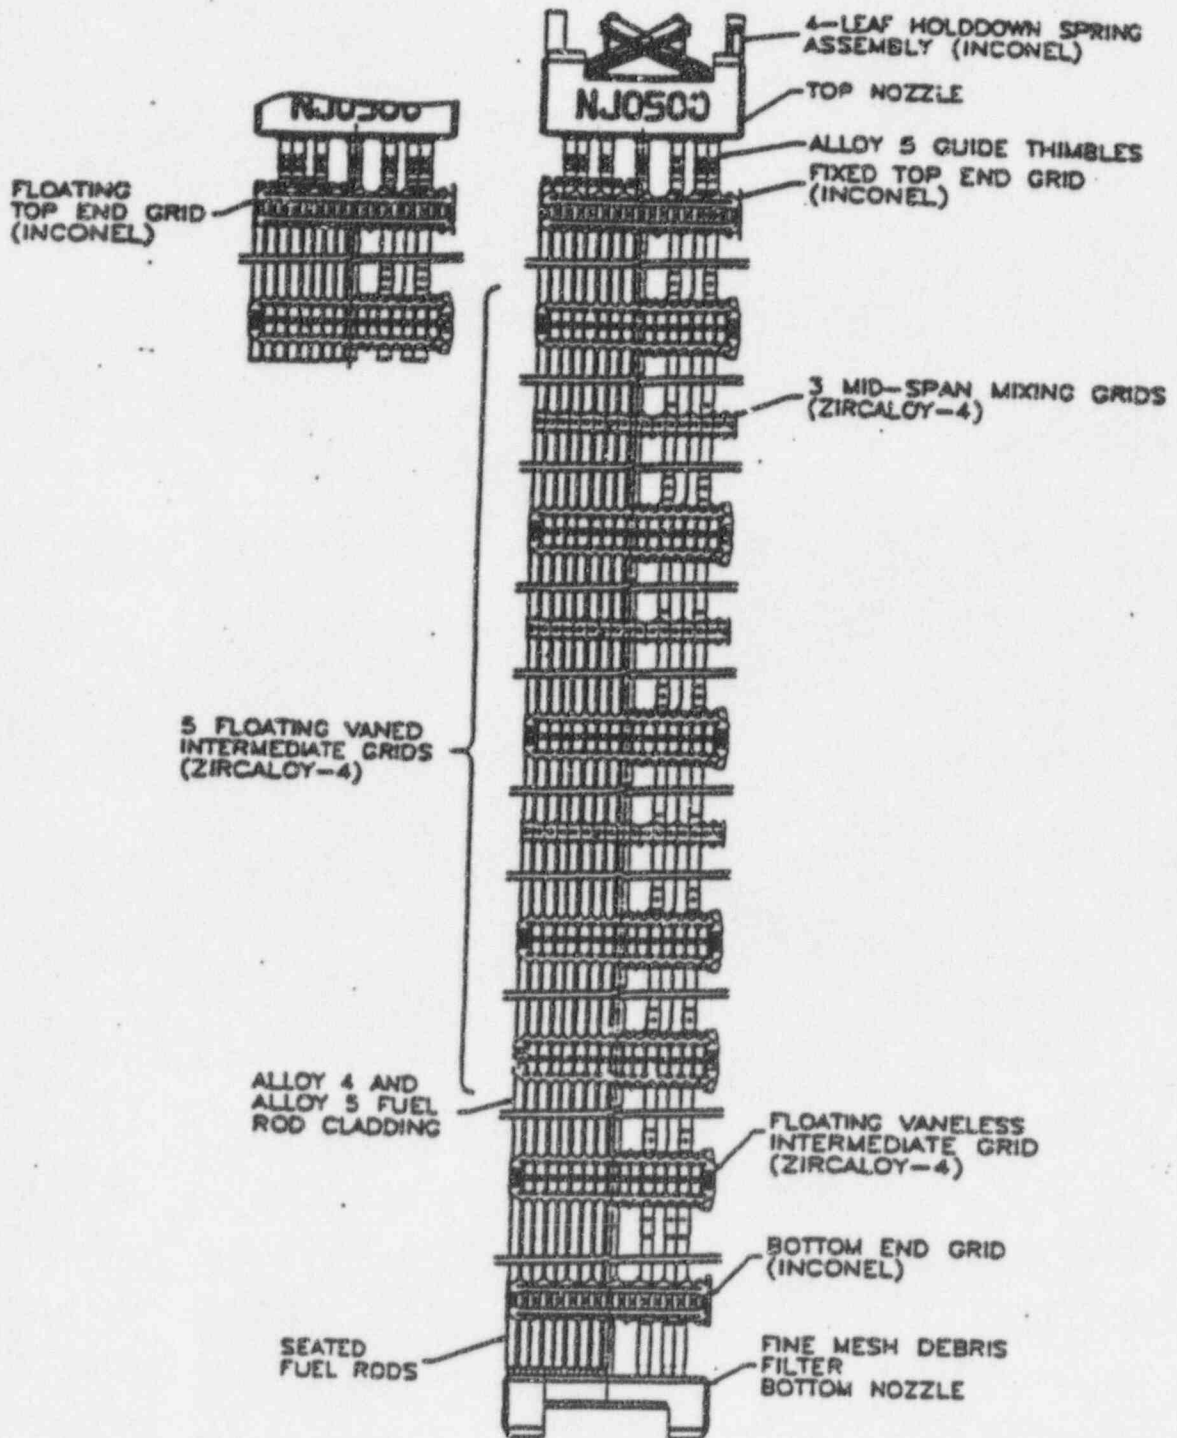 4-LEAF HOLDDOWN SPRING
ASSEMBLY (INCONEL)
TOP NOZZLE
ALLOY 5 GUIDE THIMBLES
FIXED TOP END GRID
(INCONEL)
FLOATING
TOP END GRID
(INCONEL)
3 MID-SPAN MIXING GRIDS
(ZIRCALOY-4)
5 FLOATING VANED
INTERMEDIATE GRIDS
(ZIRCALOY-4)
ALLOY 4 AND
ALLOY 5 FUEL
ROD CLADDING
FLOATING VANELESS
INTERMEDIATE GRID
(ZIRCALOY-4)
BOTTOM END GRID
(INCONEL)
SEATED
FUEL RODS
FINE MESH DEBRIS
FILTER
BOTTOM NOZZLE